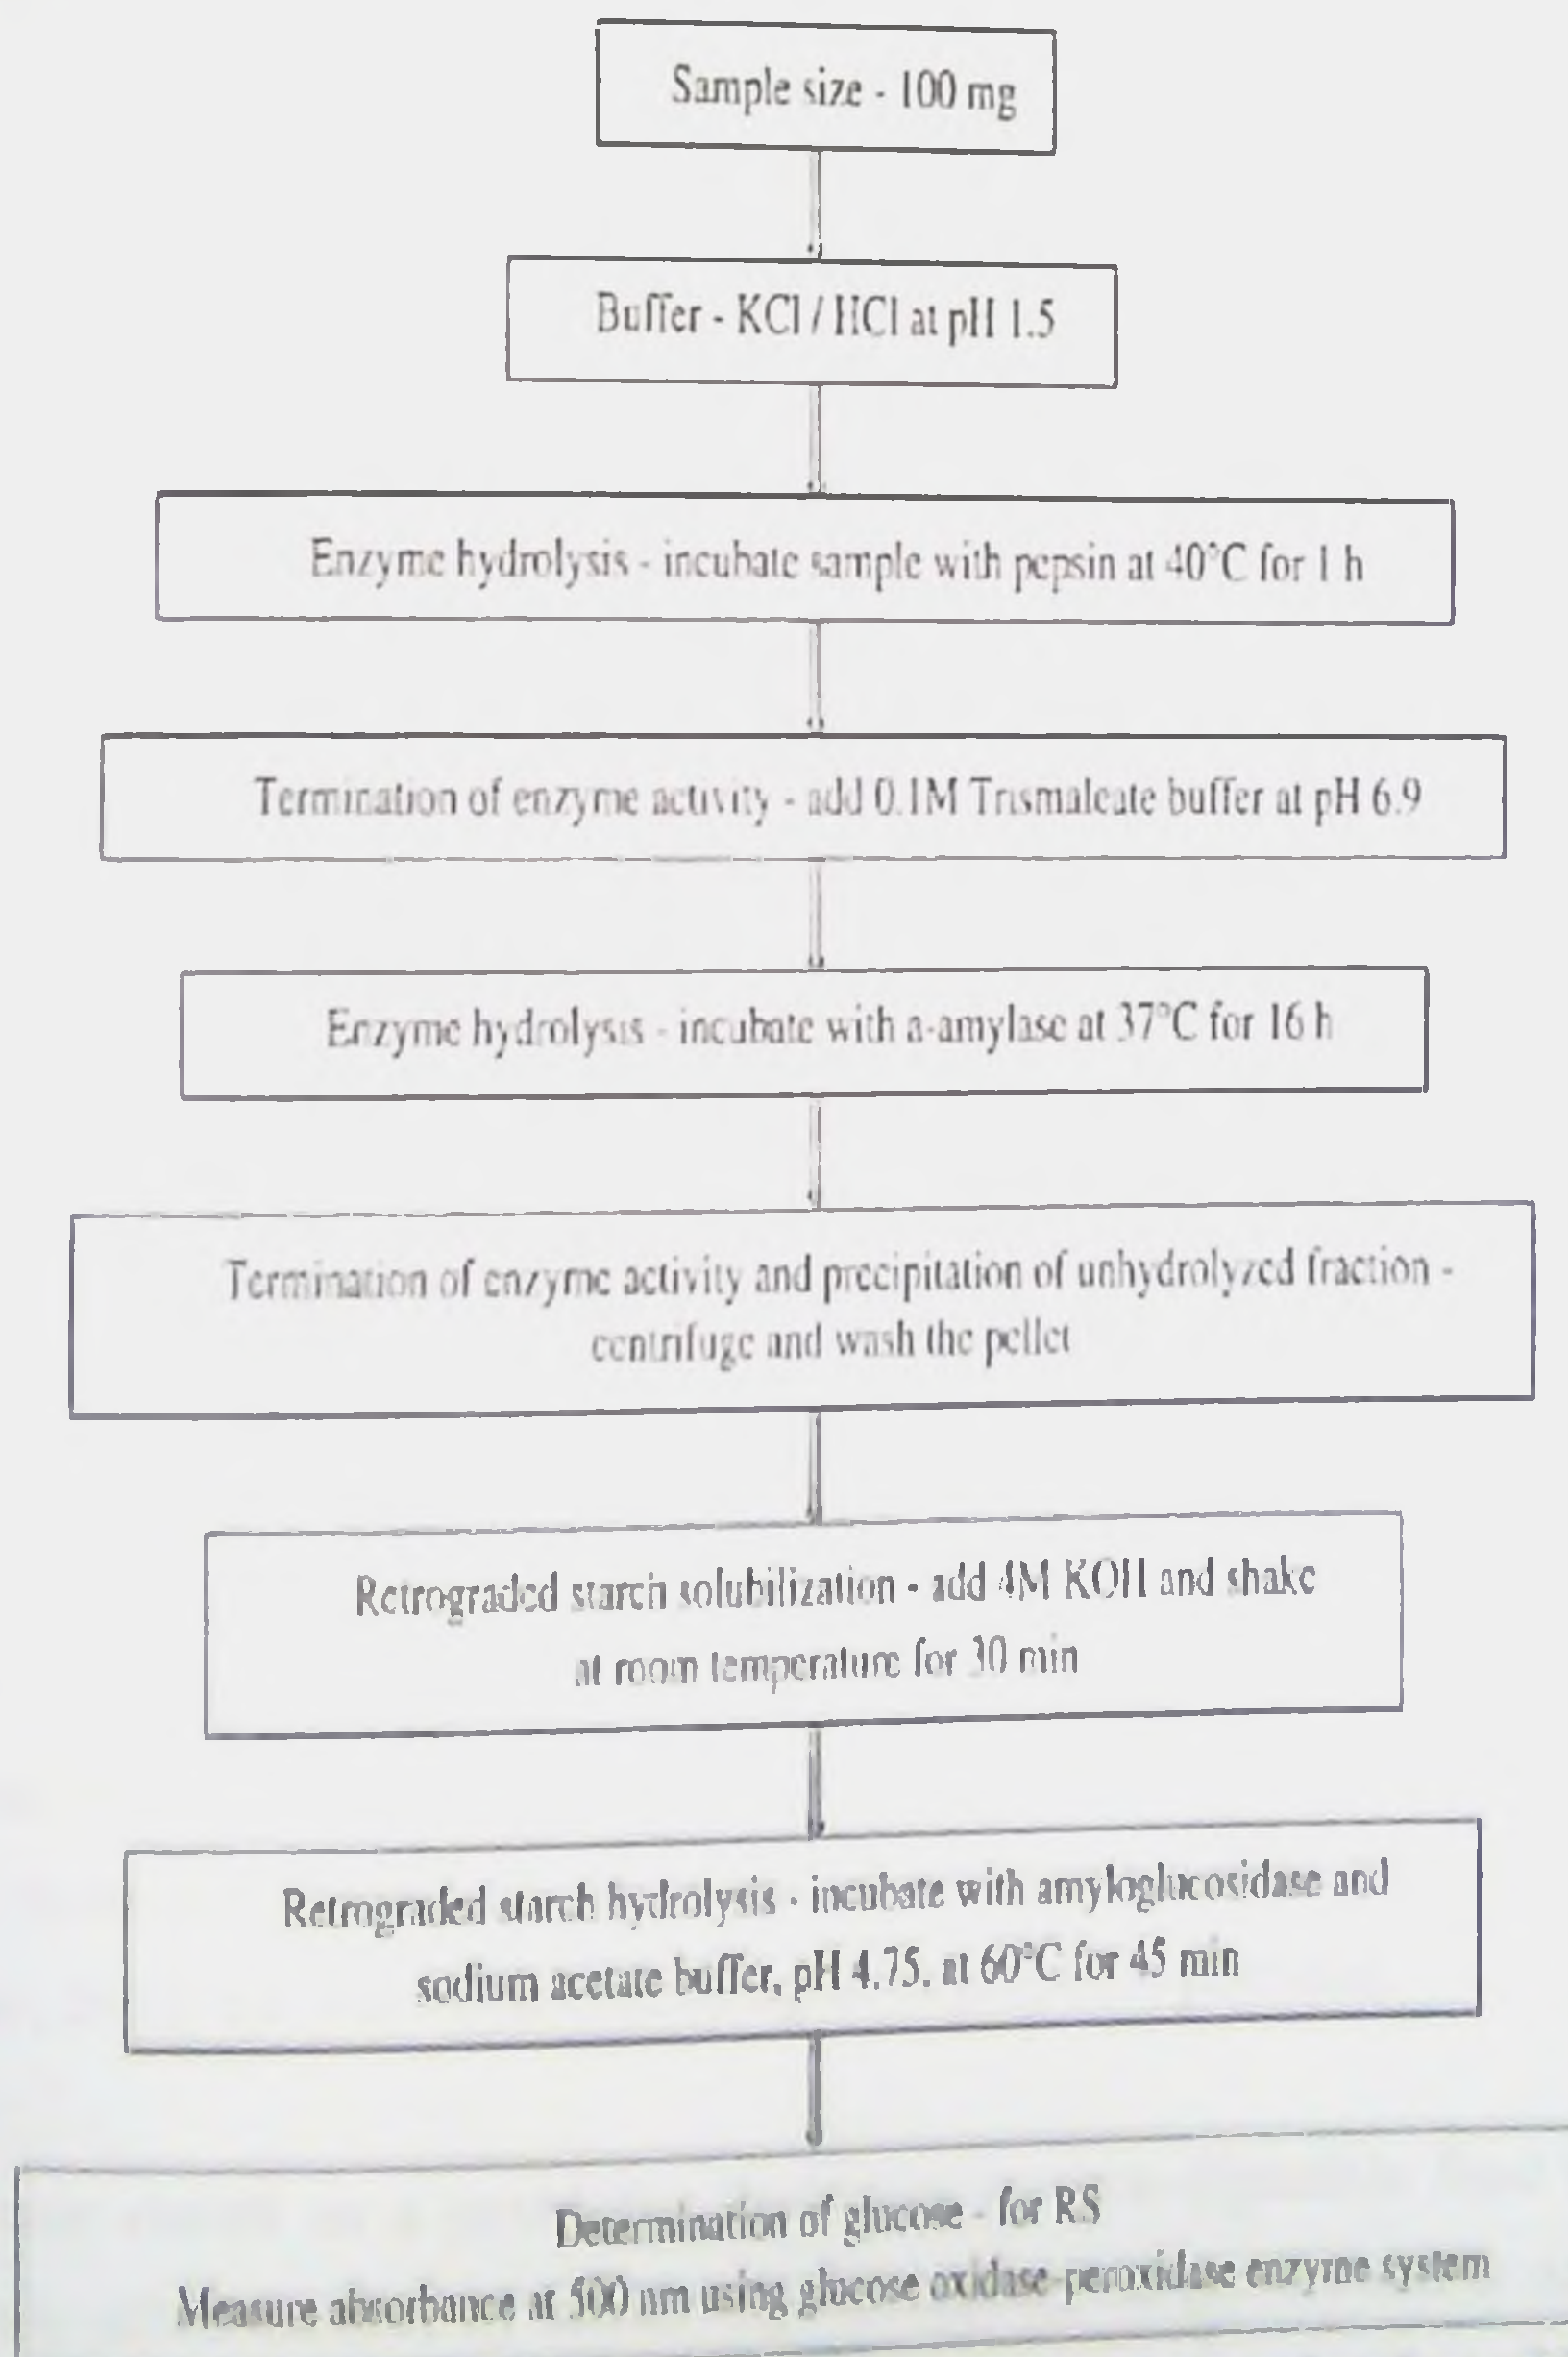 Sample size - 100 mg
Buffer - KCl / HCl at pH 1.5
Enzyme hydrolysis - incubate sample with pepsin at 40°C for 1 h
Termination of enzyme activity - add 0.1M Trismaleate buffer at pH 6.9
Enzyme hydrolysis - incubate with a-amylase at 37°C for 16 h
Termination of enzyme activity and precipitation of unhydrolyzed fraction -
centrifuge and wash the pellet
Retrograded starch solubilization - add 4M KOH and shake
at room temperature for 30 min
Retrograded starch hydrolysis - incubate with amyloglucosidase and
sodium acetate buffer, pH 4.75, at 60°C for 45 min
Determination of glucose - for RS
Measure absorbance at 500 nm using glucose oxidase-peroxidase enzyme system